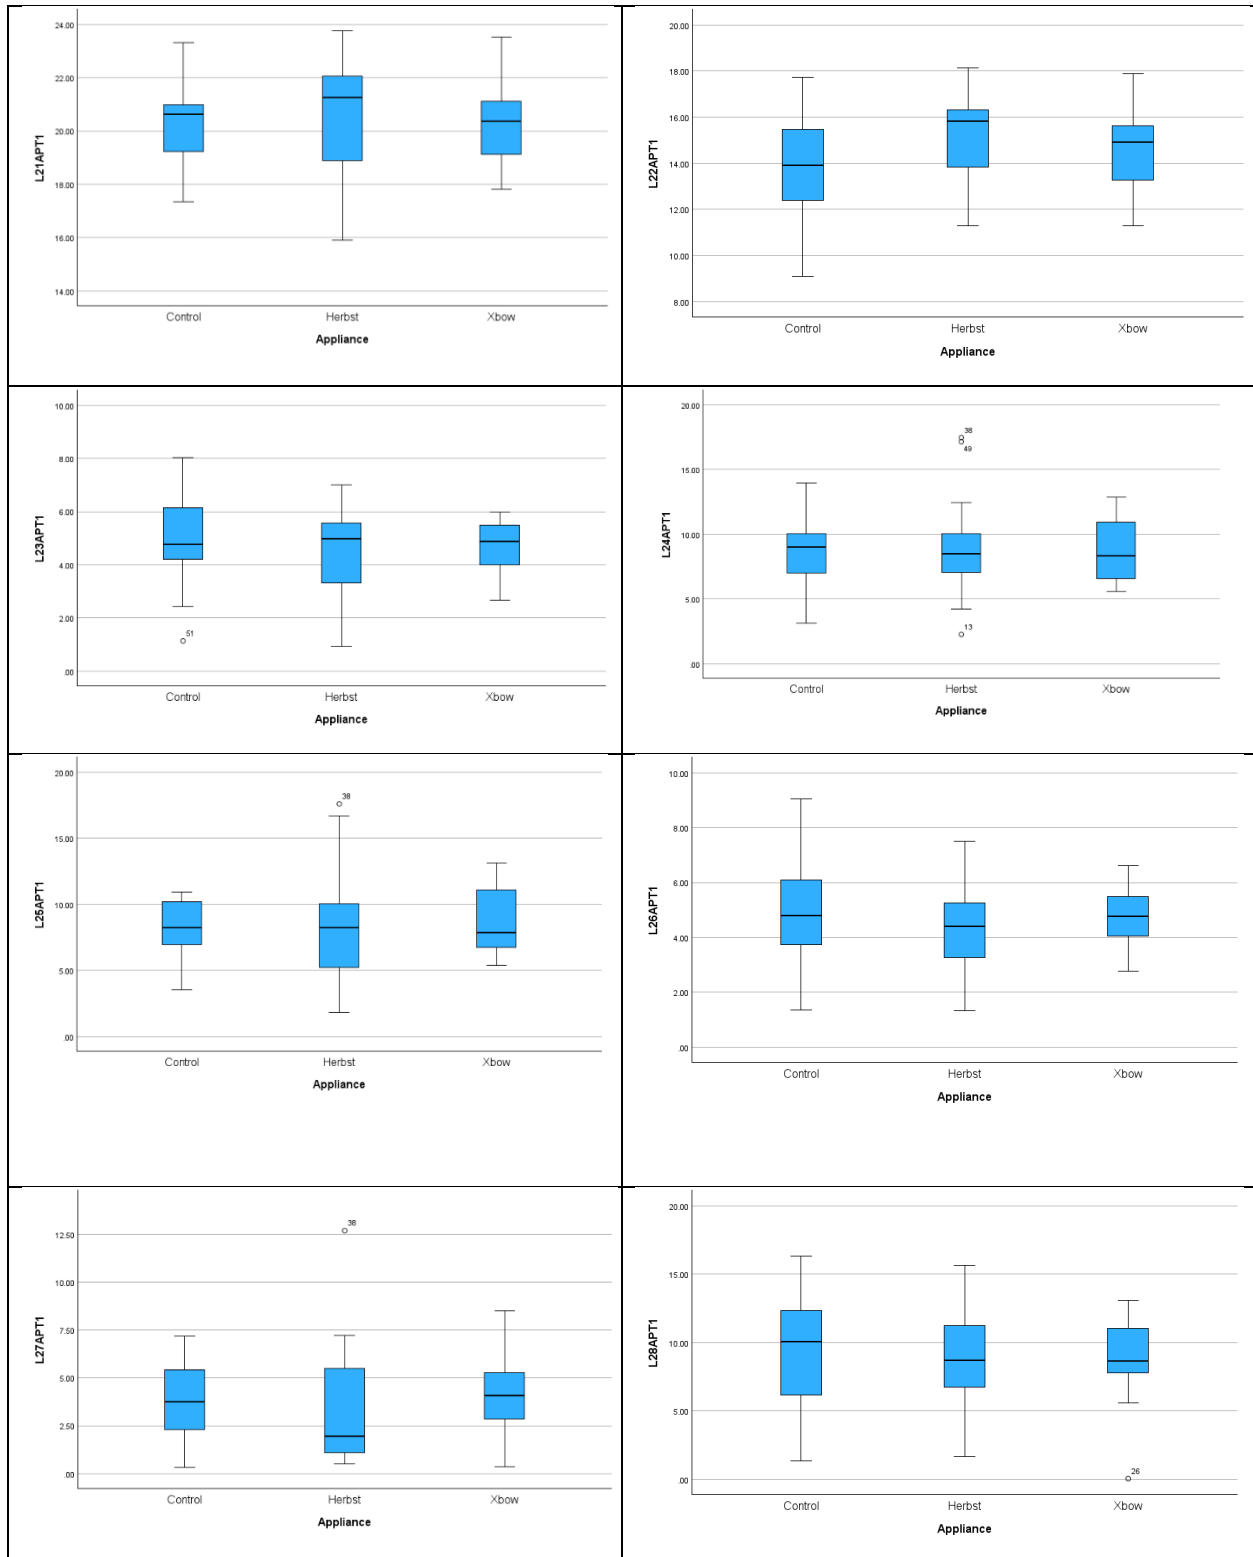 24.00
22.00
20.00
18.00
16.00
14.00
L21APT1
Control Herbst Xbow
Appliance
20.00
18.00
16.00
14.00
12.00
10.00
8.00
L22APT1
Control Herbst Xbow
Appliance
10.00
8.00
6.00
4.00
2.00
.00
L23APT1
51
Control Herbst Xbow
Appliance
20.00
15.00
10.00
5.00
.00
L24APT1
38
49
13
Control Herbst Xbow
Appliance
20.00
15.00
10.00
5.00
.00
L25APT1
38
Control Herbst Xbow
Appliance
10.00
8.00
6.00
4.00
2.00
.00
L26APT1
Control Herbst Xbow
Appliance
12.50
10.00
7.50
5.00
2.50
.00
L27APT1
38
Control Herbst Xbow
Appliance
20.00
15.00
10.00
5.00
.00
L28APT1
26
Control Herbst Xbow
Appliance